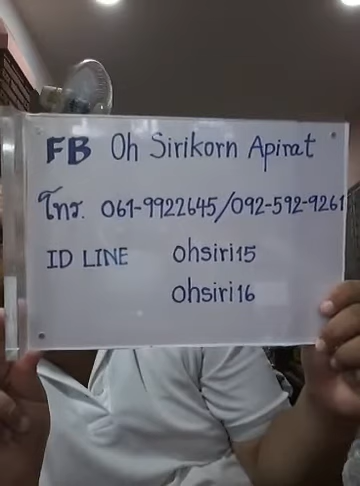 FB Oh Sirikorn Apirat
โทร. 061-9922645/092-592-9261
ID LINE ohsiri15
ohsiri16